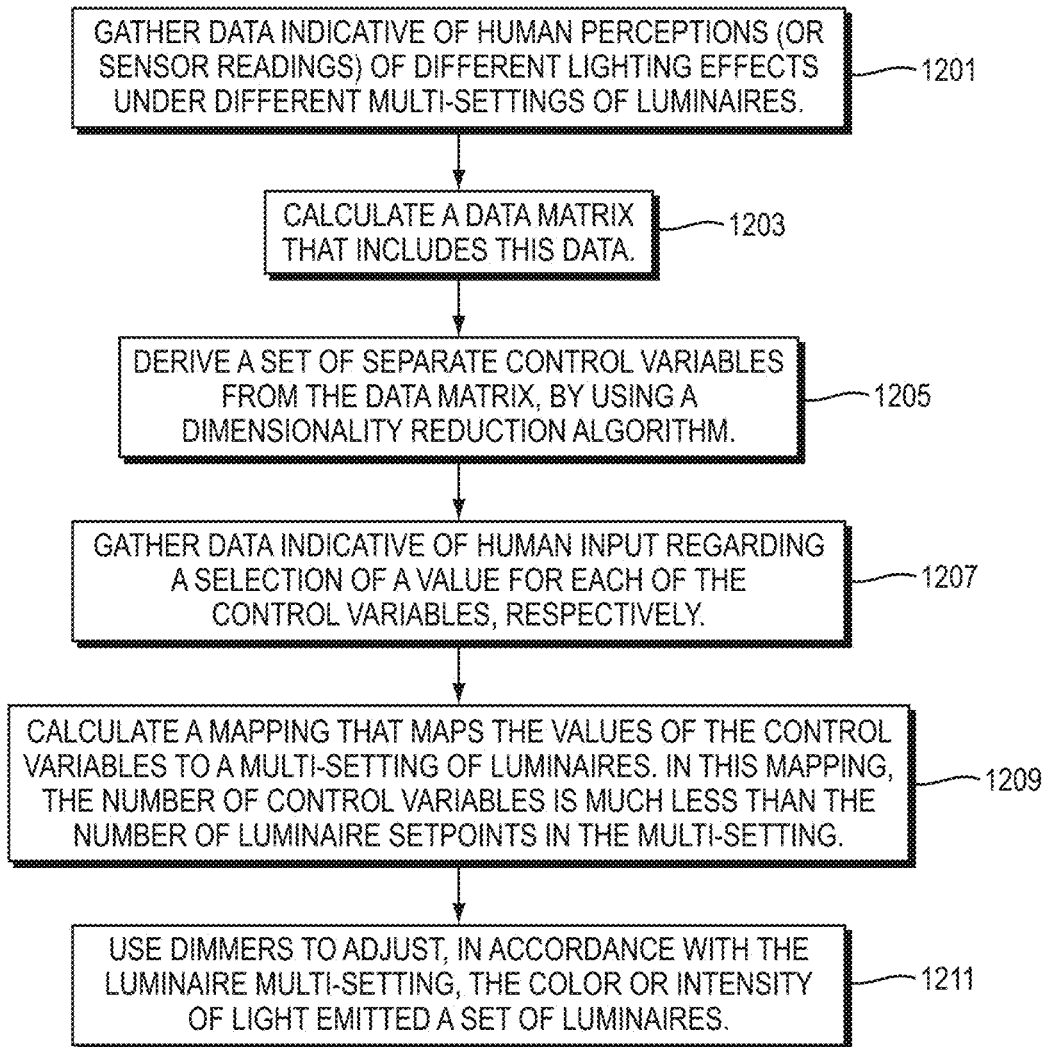 GATHER DATA INDICATIVE OF HUMAN PERCEPTIONS (OR
SENSOR READINGS) OF DIFFERENT LIGHTING EFFECTS
UNDER DIFFERENT MULTI-SETTINGS OF LUMINAIRES.
1201
CALCULATE A DATA MATRIX
THAT INCLUDES THIS DATA.
1203
DERIVE A SET OF SEPARATE CONTROL VARIABLES
FROM THE DATA MATRIX, BY USING A
DIMENSIONALITY REDUCTION ALGORITHM.
1205
GATHER DATA INDICATIVE OF HUMAN INPUT REGARDING
A SELECTION OF A VALUE FOR EACH OF THE
CONTROL VARIABLES, RESPECTIVELY.
1207
CALCULATE A MAPPING THAT MAPS THE VALUES OF THE CONTROL
VARIABLES TO A MULTI-SETTING OF LUMINAIRES. IN THIS MAPPING,
THE NUMBER OF CONTROL VARIABLES IS MUCH LESS THAN THE
NUMBER OF LUMINAIRE SETPOINTS IN THE MULTI-SETTING.
1209
USE DIMMERS TO ADJUST, IN ACCORDANCE WITH THE
LUMINAIRE MULTI-SETTING, THE COLOR OR INTENSITY
OF LIGHT EMITTED A SET OF LUMINAIRES.
1211